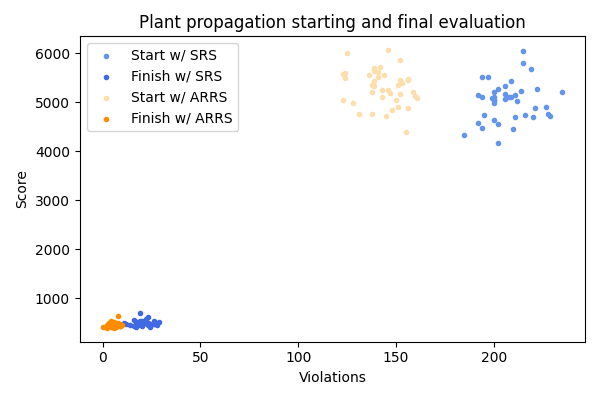 Plant propagation starting and final evaluation
Start w/ SRS
Finish w/ SRS
Start w/ ARRS
Finish w/ ARRS
Score
6000
5000
4000
3000
2000
1000
0 50 100 150 200
Violations